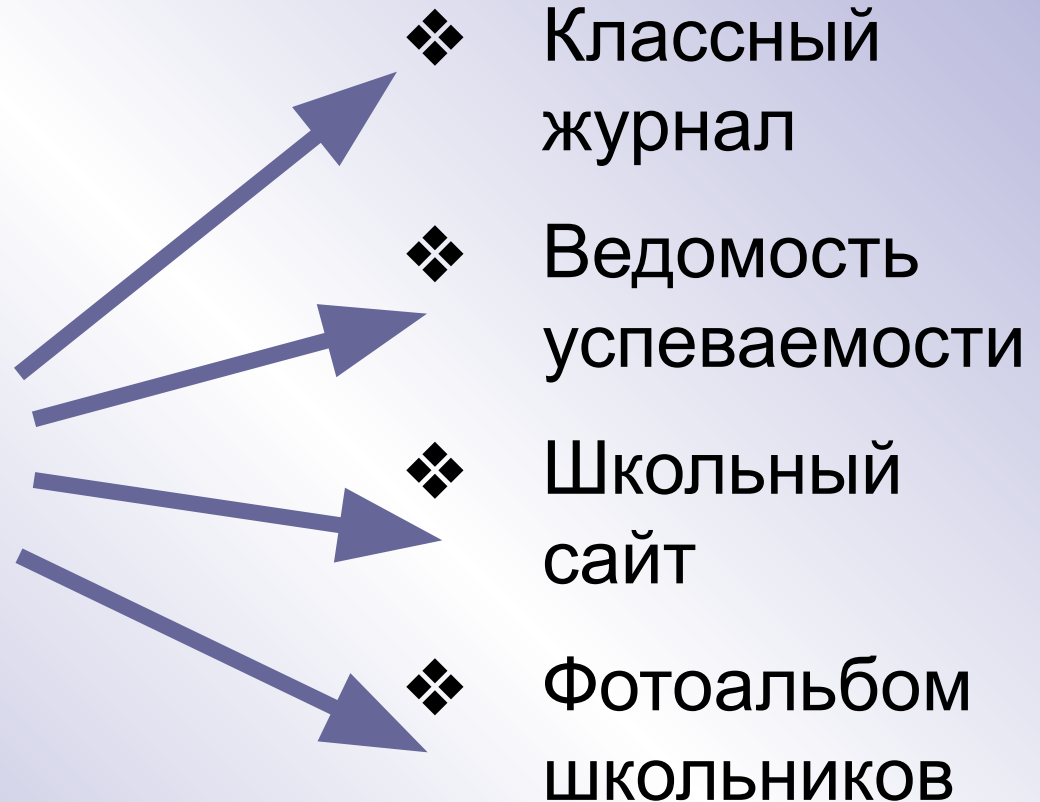 ❖ Классный
журнал
❖ Ведомость
успеваемости
❖ Школьный
сайт
❖ Фотоальбом
школьников